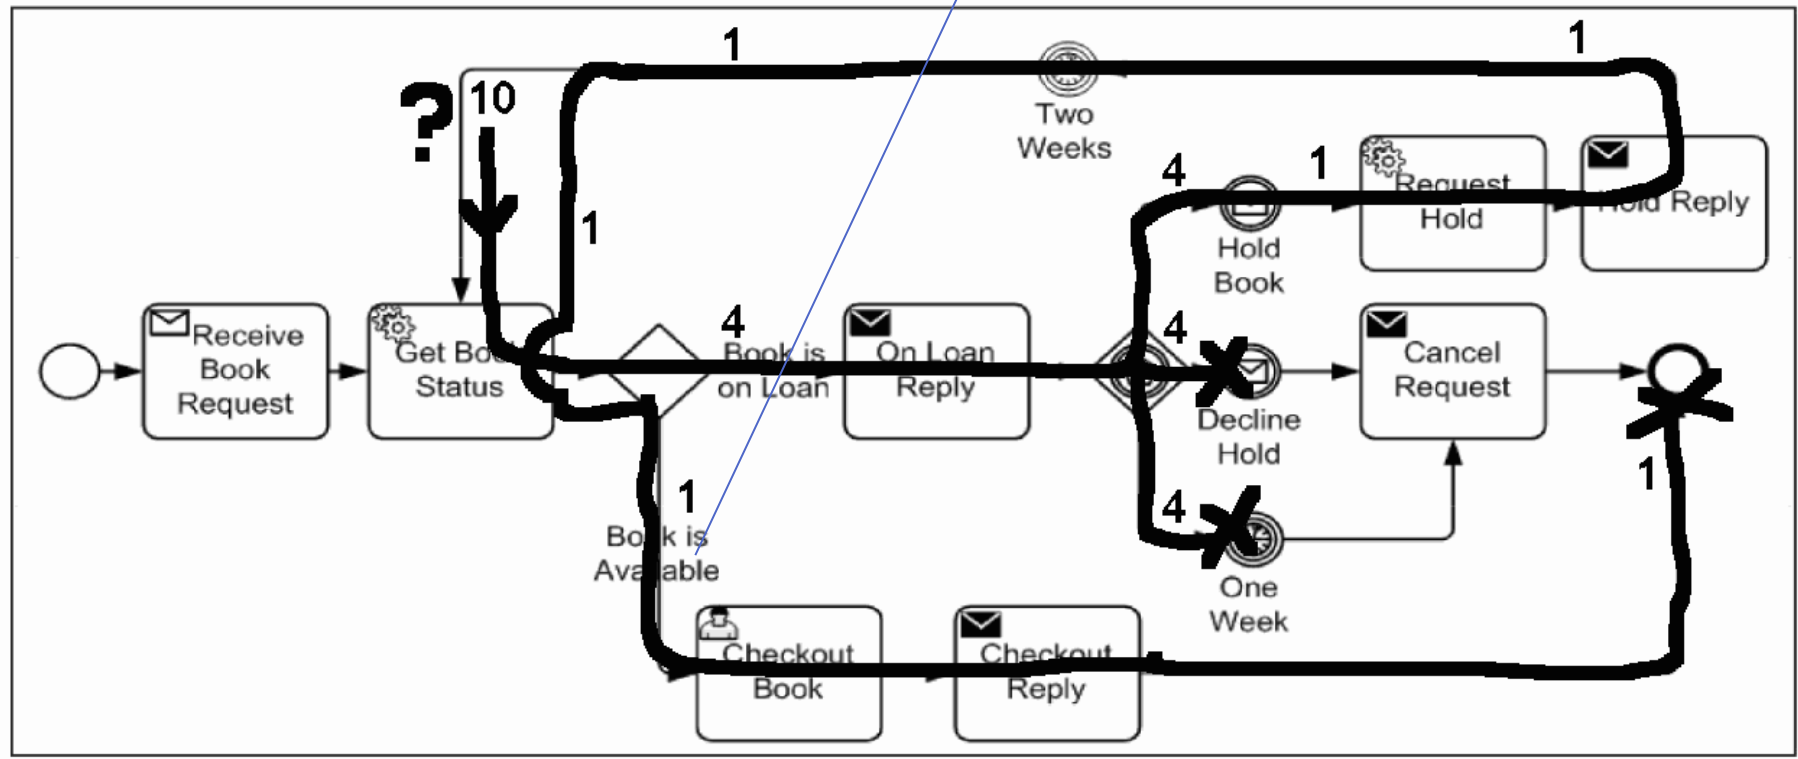 1
1
?
10
Two
Weeks
4
1
Request
Hold
Hold Reply
1
Hold
Book
Receive
Book
Request
Get Book
Status
4
Book is
on Loan
On Loan
Reply
4
Decline
Hold
Cancel
Request
1
Book is
Available
4
One
Week
1
Checkout
Book
Checkout
Reply